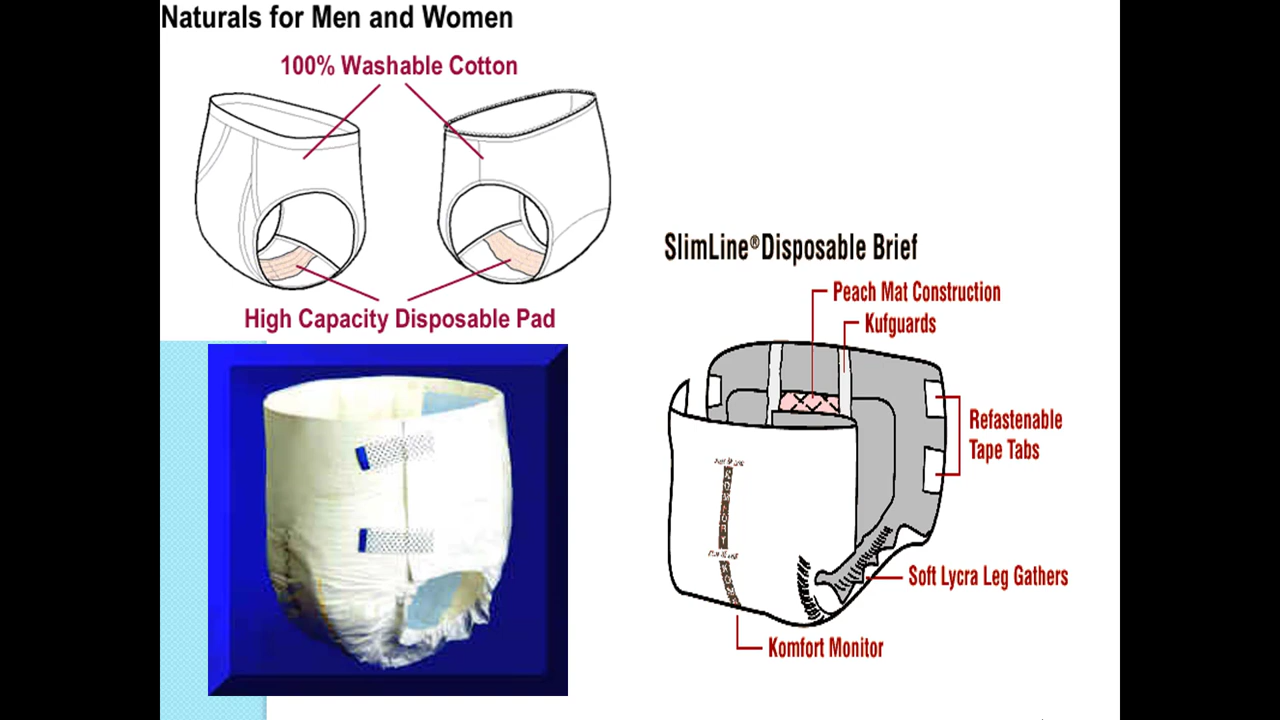 Naturals for Men and Women
100% Washable Cotton
High Capacity Disposable Pad
SlimLine® Disposable Brief
Peach Mat Construction
Kufguards
Refastenable
Tape Tabs
Soft Lycra Leg Gathers
Komfort Monitor